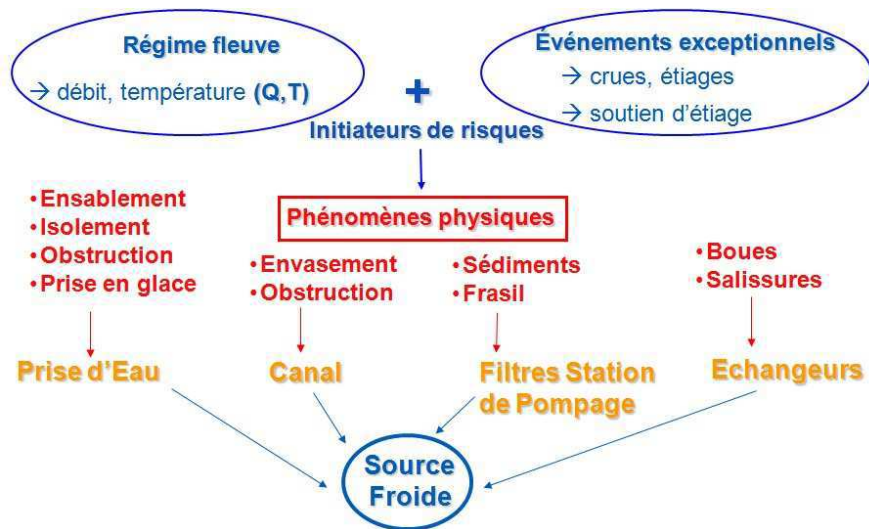 Régime fleuve
→ débit, température (Q,T)
+
Événements exceptionnels
→ crues, étiages
→ soutien d'étiage
Initiateurs de risques
Phénomènes physiques
•Ensablement
•Isolement
•Obstruction
•Prise en glace
•Envasement
•Obstruction
•Sédiments
•Frasil
•Boues
•Salissures
Prise d'Eau
Canal
Filtres Station
de Pompage
Echangeurs
Source
Froide